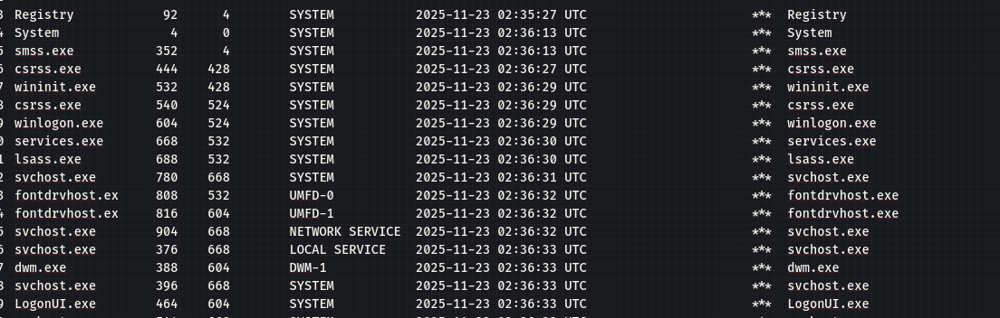 3 Registry 92 4 SYSTEM 2025-11-23 02:35:27 UTC *** Registry
4 System 4 0 SYSTEM 2025-11-23 02:36:13 UTC *** System
5 smss.exe 352 4 SYSTEM 2025-11-23 02:36:13 UTC *** smss.exe
6 csrss.exe 444 428 SYSTEM 2025-11-23 02:36:27 UTC *** csrss.exe
7 wininit.exe 532 428 SYSTEM 2025-11-23 02:36:29 UTC *** wininit.exe
8 csrss.exe 540 524 SYSTEM 2025-11-23 02:36:29 UTC *** csrss.exe
9 winlogon.exe 604 524 SYSTEM 2025-11-23 02:36:29 UTC *** winlogon.exe
0 services.exe 668 532 SYSTEM 2025-11-23 02:36:30 UTC *** services.exe
1 lsass.exe 688 532 SYSTEM 2025-11-23 02:36:30 UTC *** lsass.exe
2 svchost.exe 780 668 SYSTEM 2025-11-23 02:36:31 UTC *** svchost.exe
3 fontdrvhost.ex 808 532 UMFD-0 2025-11-23 02:36:32 UTC *** fontdrvhost.exe
4 fontdrvhost.ex 816 604 UMFD-1 2025-11-23 02:36:32 UTC *** fontdrvhost.exe
5 svchost.exe 904 668 NETWORK SERVICE 2025-11-23 02:36:32 UTC *** svchost.exe
6 svchost.exe 376 668 LOCAL SERVICE 2025-11-23 02:36:33 UTC *** svchost.exe
7 dwm.exe 388 604 DWM-1 2025-11-23 02:36:33 UTC *** dwm.exe
8 svchost.exe 396 668 SYSTEM 2025-11-23 02:36:33 UTC *** svchost.exe
9 LogonUI.exe 464 604 SYSTEM 2025-11-23 02:36:33 UTC *** LogonUI.exe